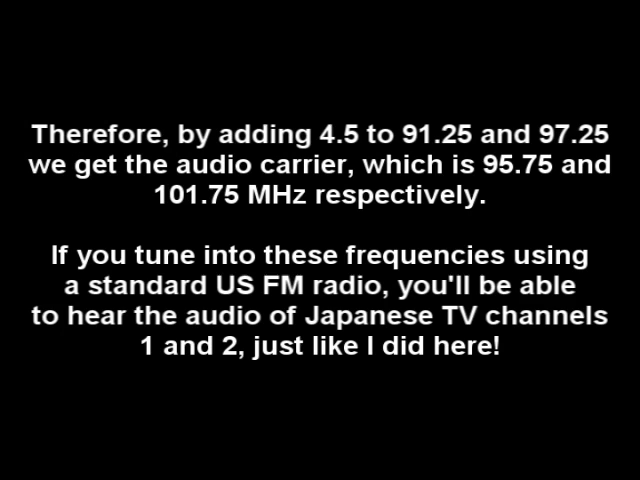 Therefore, by adding 4.5 to 91.25 and 97.25
we get the audio carrier, which is 95.75 and
101.75 MHz respectively.
If you tune into these frequencies using
a standard US FM radio, you'll be able
to hear the audio of Japanese TV channels
1 and 2, just like I did here!